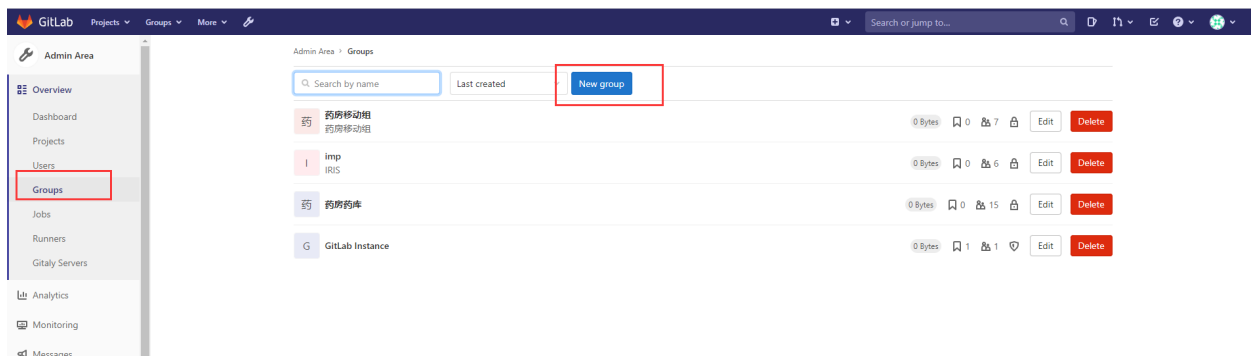 GitLab Projects Groups More Search or jump to...
Admin Area
Admin Area > Groups
Overview
Search by name Last created New group
Dashboard
药 药房移动组 0 Bytes 0 7 Edit Delete
药房移动组
Projects
Users
I imp 0 Bytes 0 6 Edit Delete
IRIS
Groups
药 药房药库 0 Bytes 0 15 Edit Delete
Jobs
Runners
G GitLab Instance 0 Bytes 1 1 Edit Delete
Gitaly Servers
Analytics
Monitoring
Messages